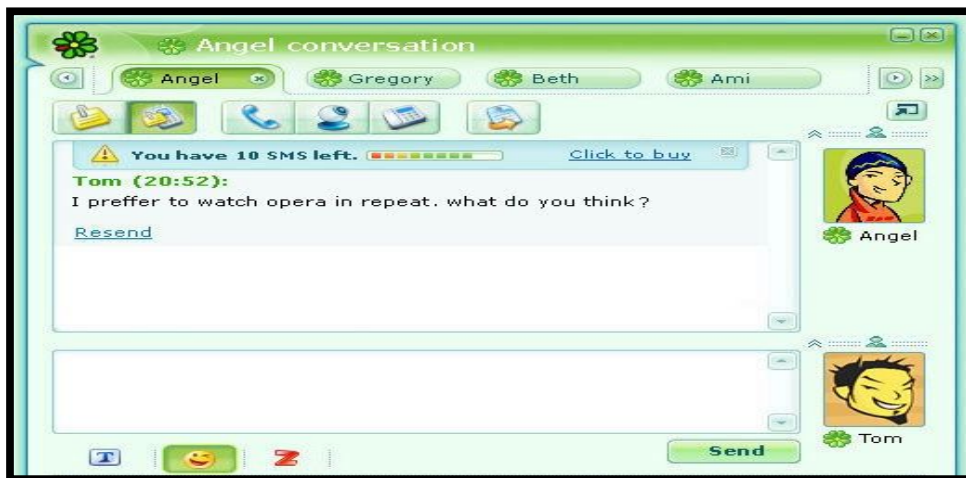 Angel conversation
Angel Gregory Beth Ami
You have 10 SMS left. Click to buy
Tom (20:52):
I preffer to watch opera in repeat. what do you think?
Resend
Angel
Tom
T Z Send